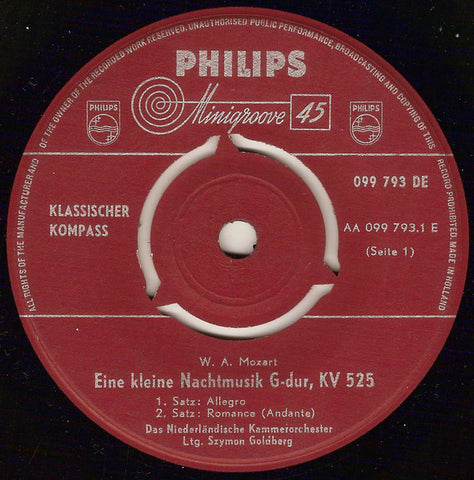 ALL RIGHTS OF THE MANUFACTURER AND OF THE OWNER OF THE RECORDED WORK RESERVED. UNAUTHORISED PUBLIC PERFORMANCE, BROADCASTING AND COPYING OF THIS RECORD PROHIBITED MADE IN HOLLAND
PHILIPS
Minigroove 45
PHILIPS
PHILIPS
099 793 DE
KLASSISCHER
KOMPASS
AA 099 793.1 E
(Seite 1)
W. A. Mozart
Eine kleine Nachtmusik G-dur, KV 525
1. Satz: Allegro
2. Satz: Romance (Andante)
Das Niederländische Kammerorchester
Ltg. Szymon Goldberg